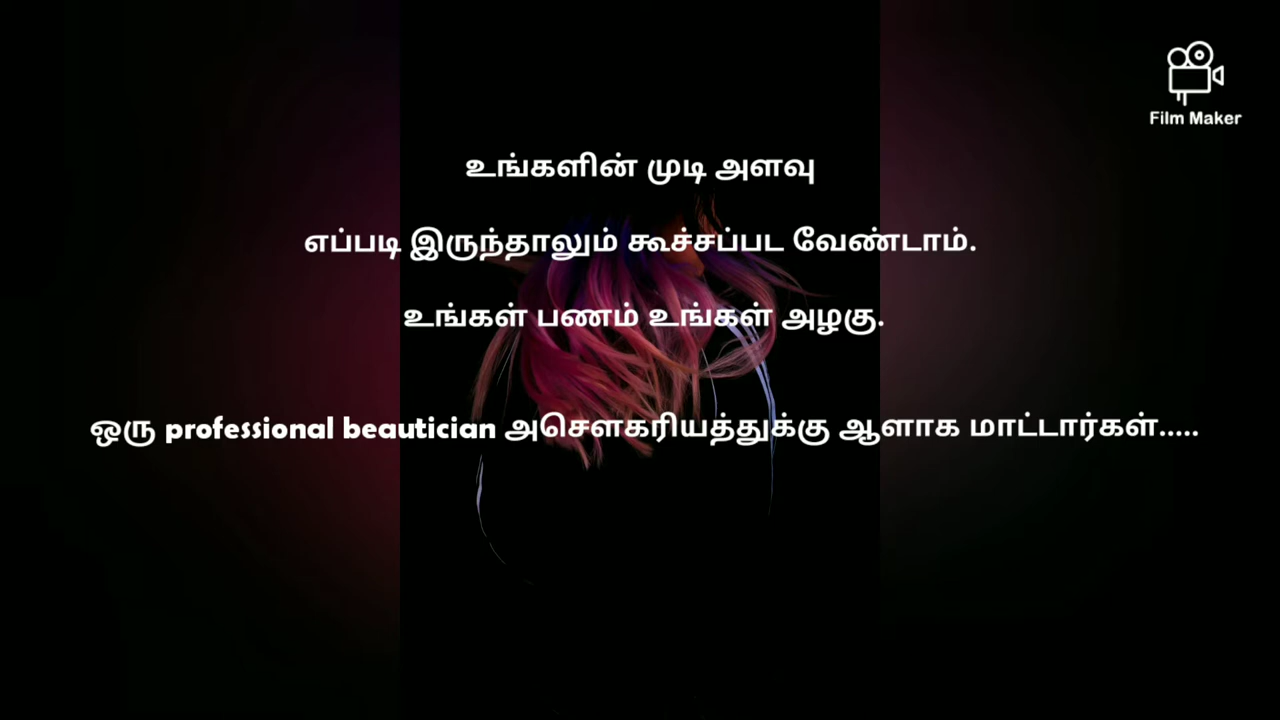 Film Maker
உங்களின் முடி அளவு
எப்படி இருந்தாலும் கூச்சப்பட வேண்டாம்.
உங்கள் பணம் உங்கள் அழகு.
ஒரு professional beautician அசௌகரியத்துக்கு ஆளாக மாட்டார்கள்.....